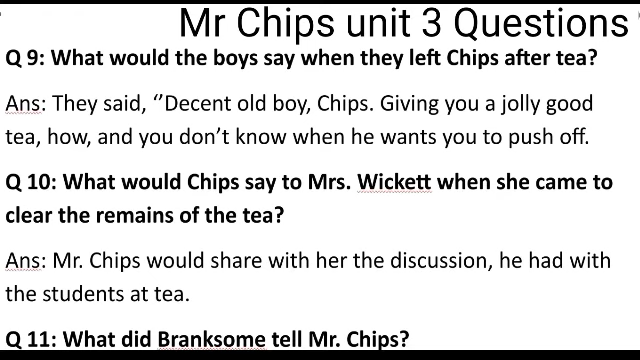 Mr Chips unit 3 Questions
Q 9: What would the boys say when they left Chips after tea?
Ans: They said, ‘’Decent old boy, Chips. Giving you a jolly good
tea, how, and you don’t know when he wants you to push off.
Q 10: What would Chips say to Mrs. Wickett when she came to
clear the remains of the tea?
Ans: Mr. Chips would share with her the discussion, he had with
the students at tea.
Q 11: What did Branksome tell Mr. Chips?